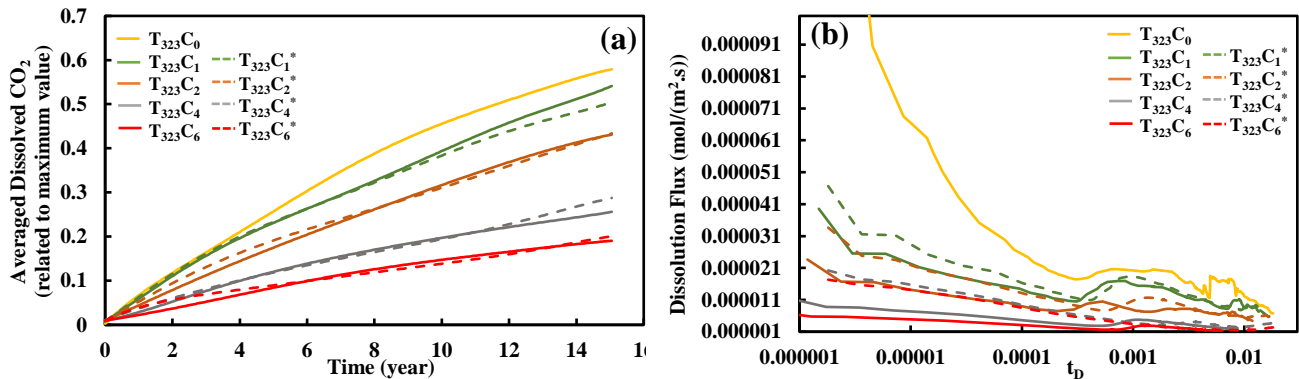 Averaged Dissolved CO₂
(related to maximum value)
0.7
0.6
0.5
0.4
0.3
0.2
0.1
0
0 2 4 6 8 10 12 14 16
Time (year)
(a)
T₃₂₃C₀
T₃₂₃C₁
T₃₂₃C₂
T₃₂₃C₄
T₃₂₃C₆
T₃₂₃C₁*
T₃₂₃C₂*
T₃₂₃C₄*
T₃₂₃C₆*
Dissolution Flux (mol/(m².s)
0.000091
0.000081
0.000071
0.000061
0.000051
0.000041
0.000031
0.000021
0.000011
0.000001
0.000001 0.00001 0.0001 0.001 0.01
t_D
(b)
T₃₂₃C₀
T₃₂₃C₁
T₃₂₃C₂
T₃₂₃C₄
T₃₂₃C₆
T₃₂₃C₁*
T₃₂₃C₂*
T₃₂₃C₄*
T₃₂₃C₆*